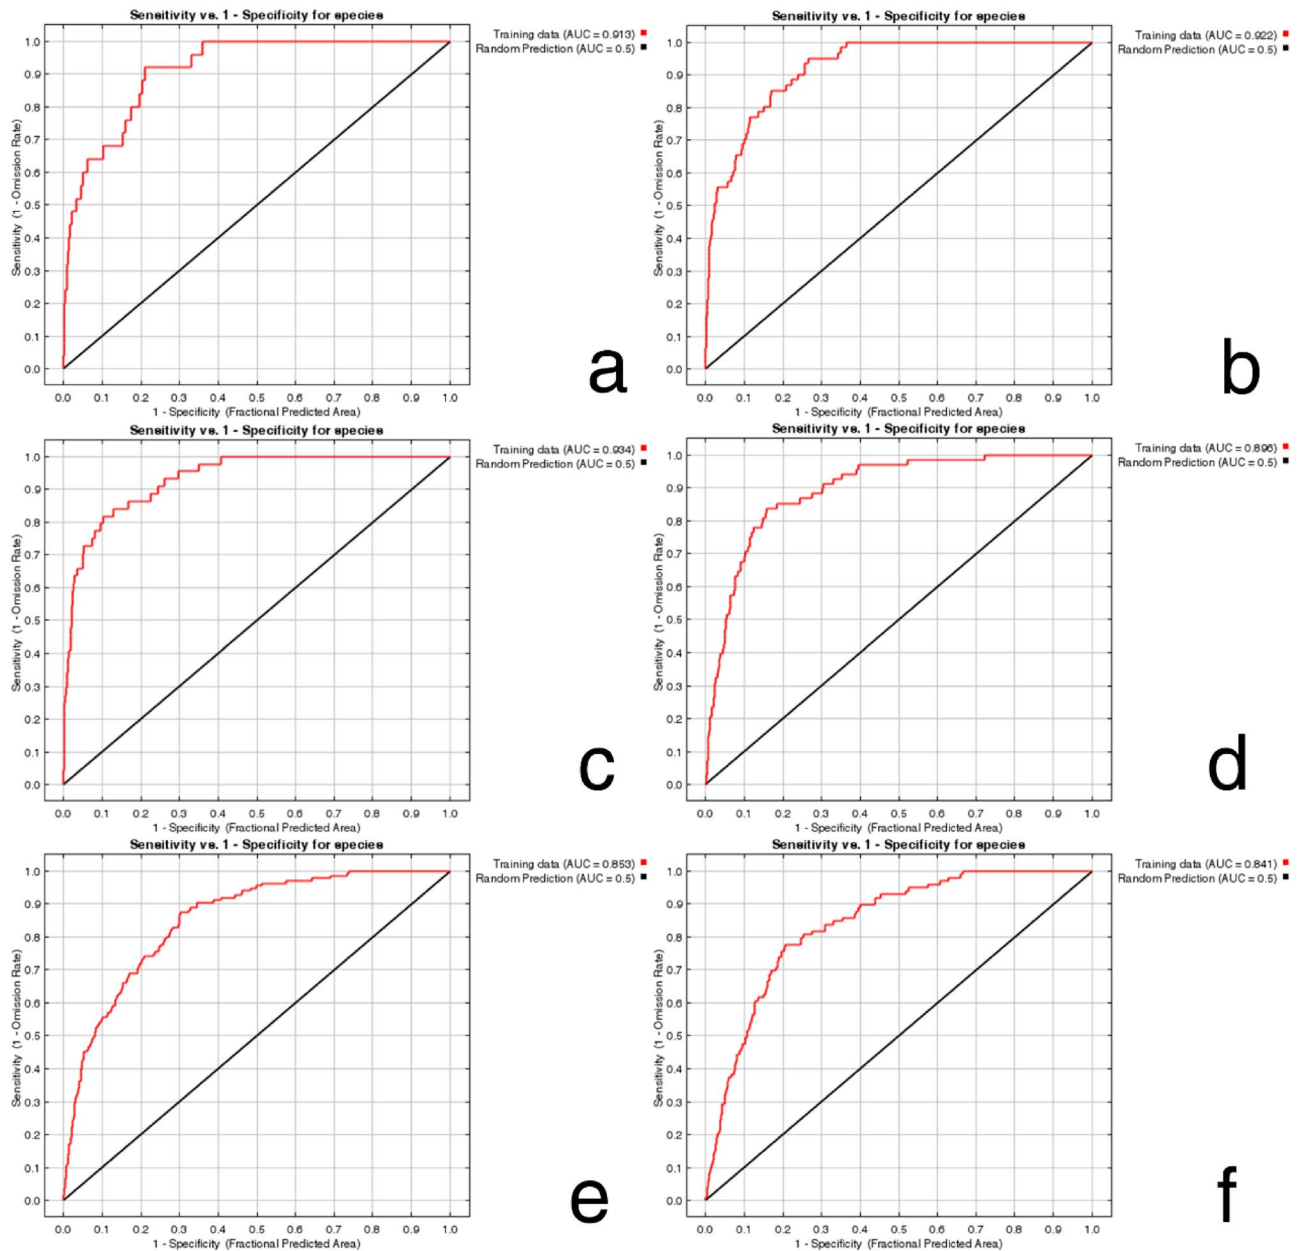 Sensitivity vs. 1 - Specificity for species
Training data (AUC = 0.913)
Random Prediction (AUC = 0.5)
Sensitivity (1 - Omission Rate)
1.0
0.9
0.8
0.7
0.6
0.5
0.4
0.3
0.2
0.1
0.0
0.0 0.1 0.2 0.3 0.4 0.5 0.6 0.7 0.8 0.9 1.0
1 - Specificity (Fractional Predicted Area)
a
Sensitivity vs. 1 - Specificity for species
Training data (AUC = 0.922)
Random Prediction (AUC = 0.5)
Sensitivity (1 - Omission Rate)
1.0
0.9
0.8
0.7
0.6
0.5
0.4
0.3
0.2
0.1
0.0
0.0 0.1 0.2 0.3 0.4 0.5 0.6 0.7 0.8 0.9 1.0
1 - Specificity (Fractional Predicted Area)
b
Sensitivity vs. 1 - Specificity for species
Training data (AUC = 0.934)
Random Prediction (AUC = 0.5)
Sensitivity (1 - Omission Rate)
1.0
0.9
0.8
0.7
0.6
0.5
0.4
0.3
0.2
0.1
0.0
0.0 0.1 0.2 0.3 0.4 0.5 0.6 0.7 0.8 0.9 1.0
1 - Specificity (Fractional Predicted Area)
c
Sensitivity vs. 1 - Specificity for species
Training data (AUC = 0.896)
Random Prediction (AUC = 0.5)
Sensitivity (1 - Omission Rate)
1.0
0.9
0.8
0.7
0.6
0.5
0.4
0.3
0.2
0.1
0.0
0.0 0.1 0.2 0.3 0.4 0.5 0.6 0.7 0.8 0.9 1.0
1 - Specificity (Fractional Predicted Area)
d
Sensitivity vs. 1 - Specificity for species
Training data (AUC = 0.853)
Random Prediction (AUC = 0.5)
Sensitivity (1 - Omission Rate)
1.0
0.9
0.8
0.7
0.6
0.5
0.4
0.3
0.2
0.1
0.0
0.0 0.1 0.2 0.3 0.4 0.5 0.6 0.7 0.8 0.9 1.0
1 - Specificity (Fractional Predicted Area)
e
Sensitivity vs. 1 - Specificity for species
Training data (AUC = 0.841)
Random Prediction (AUC = 0.5)
Sensitivity (1 - Omission Rate)
1.0
0.9
0.8
0.7
0.6
0.5
0.4
0.3
0.2
0.1
0.0
0.0 0.1 0.2 0.3 0.4 0.5 0.6 0.7 0.8 0.9 1.0
1 - Specificity (Fractional Predicted Area)
f